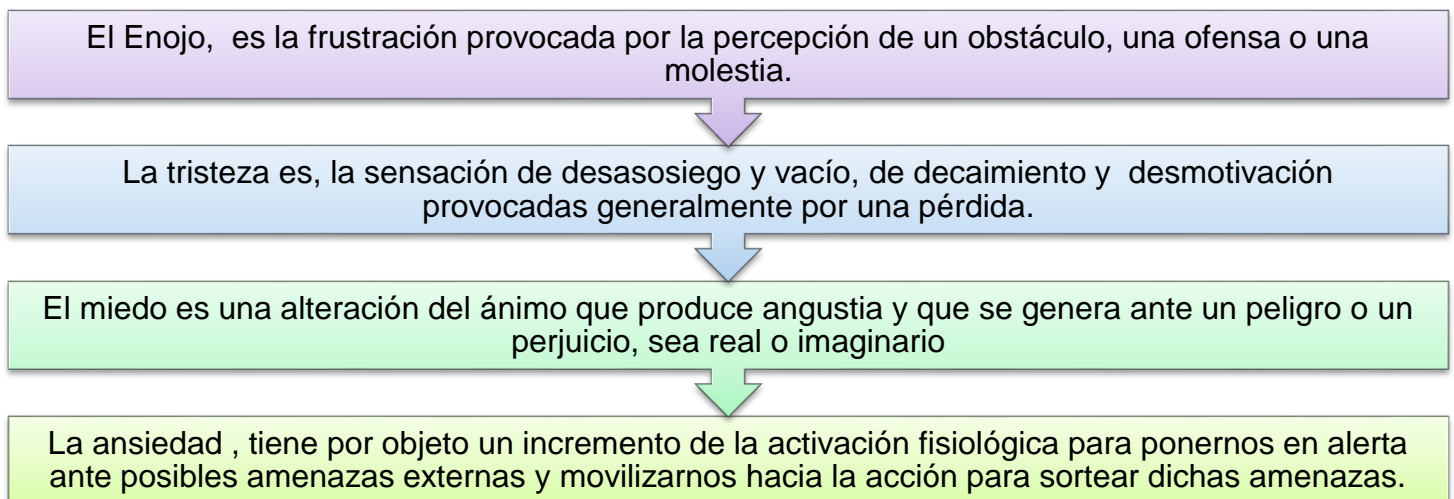 El Enojo,  es la frustración provocada por la percepción de un obstáculo, una ofensa o una
molestia.
La tristeza es, la sensación de desasosiego y vacío, de decaimiento y  desmotivación
provocadas generalmente por una pérdida.
El miedo es una alteración del ánimo que produce angustia y que se genera ante un peligro o un
perjuicio, sea real o imaginario
La ansiedad , tiene por objeto un incremento de la activación fisiológica para ponernos en alerta
ante posibles amenazas externas y movilizarnos hacia la acción para sortear dichas amenazas.